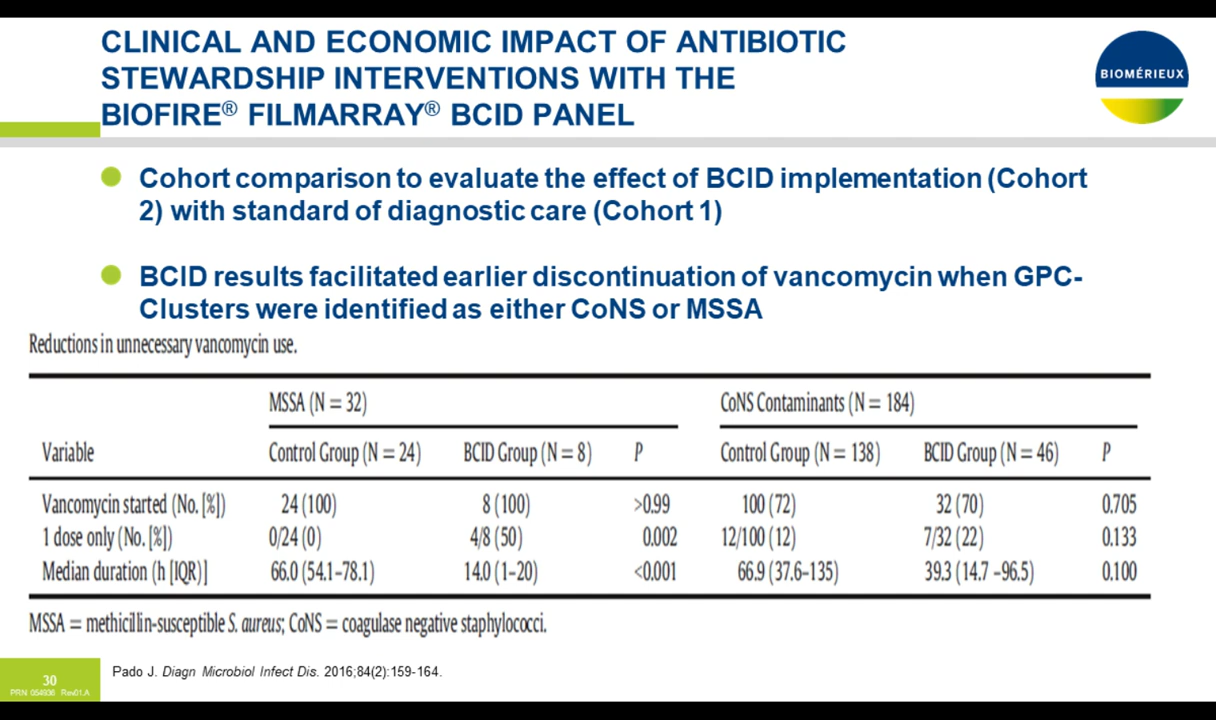 CLINICAL AND ECONOMIC IMPACT OF ANTIBIOTIC
STEWARDSHIP INTERVENTIONS WITH THE
BIOFIRE® FILMARRAY® BCID PANEL
BIOMÉRIEUX
Cohort comparison to evaluate the effect of BCID implementation (Cohort
2) with standard of diagnostic care (Cohort 1)
BCID results facilitated earlier discontinuation of vancomycin when GPC-
Clusters were identified as either CoNS or MSSA
Reductions in unnecessary vancomycin use.
MSSA (N = 32) CoNS Contaminants (N = 184)
Variable Control Group (N = 24) BCID Group (N = 8) P Control Group (N = 138) BCID Group (N = 46) P
Vancomycin started (No. [%]) 24 (100) 8 (100) >0.99 100 (72) 32 (70) 0.705
1 dose only (No. [%]) 0/24 (0) 4/8 (50) 0.002 12/100 (12) 7/32 (22) 0.133
Median duration (h [IQR)] 66.0 (54.1–78.1) 14.0 (1–20) <0.001 66.9 (37.6–135) 39.3 (14.7 –96.5) 0.100
MSSA = methicillin-susceptible S. aureus; CoNS = coagulase negative staphylococci.
Pado J. Diagn Microbiol Infect Dis. 2016;84(2):159-164.
30
PRN 054936 Rev01.A